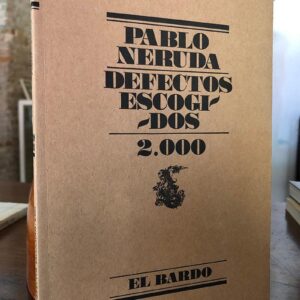 PABLO
NERUDA
DEFECTOS
ESCOGI-
-DOS
2.000
EL BARDO